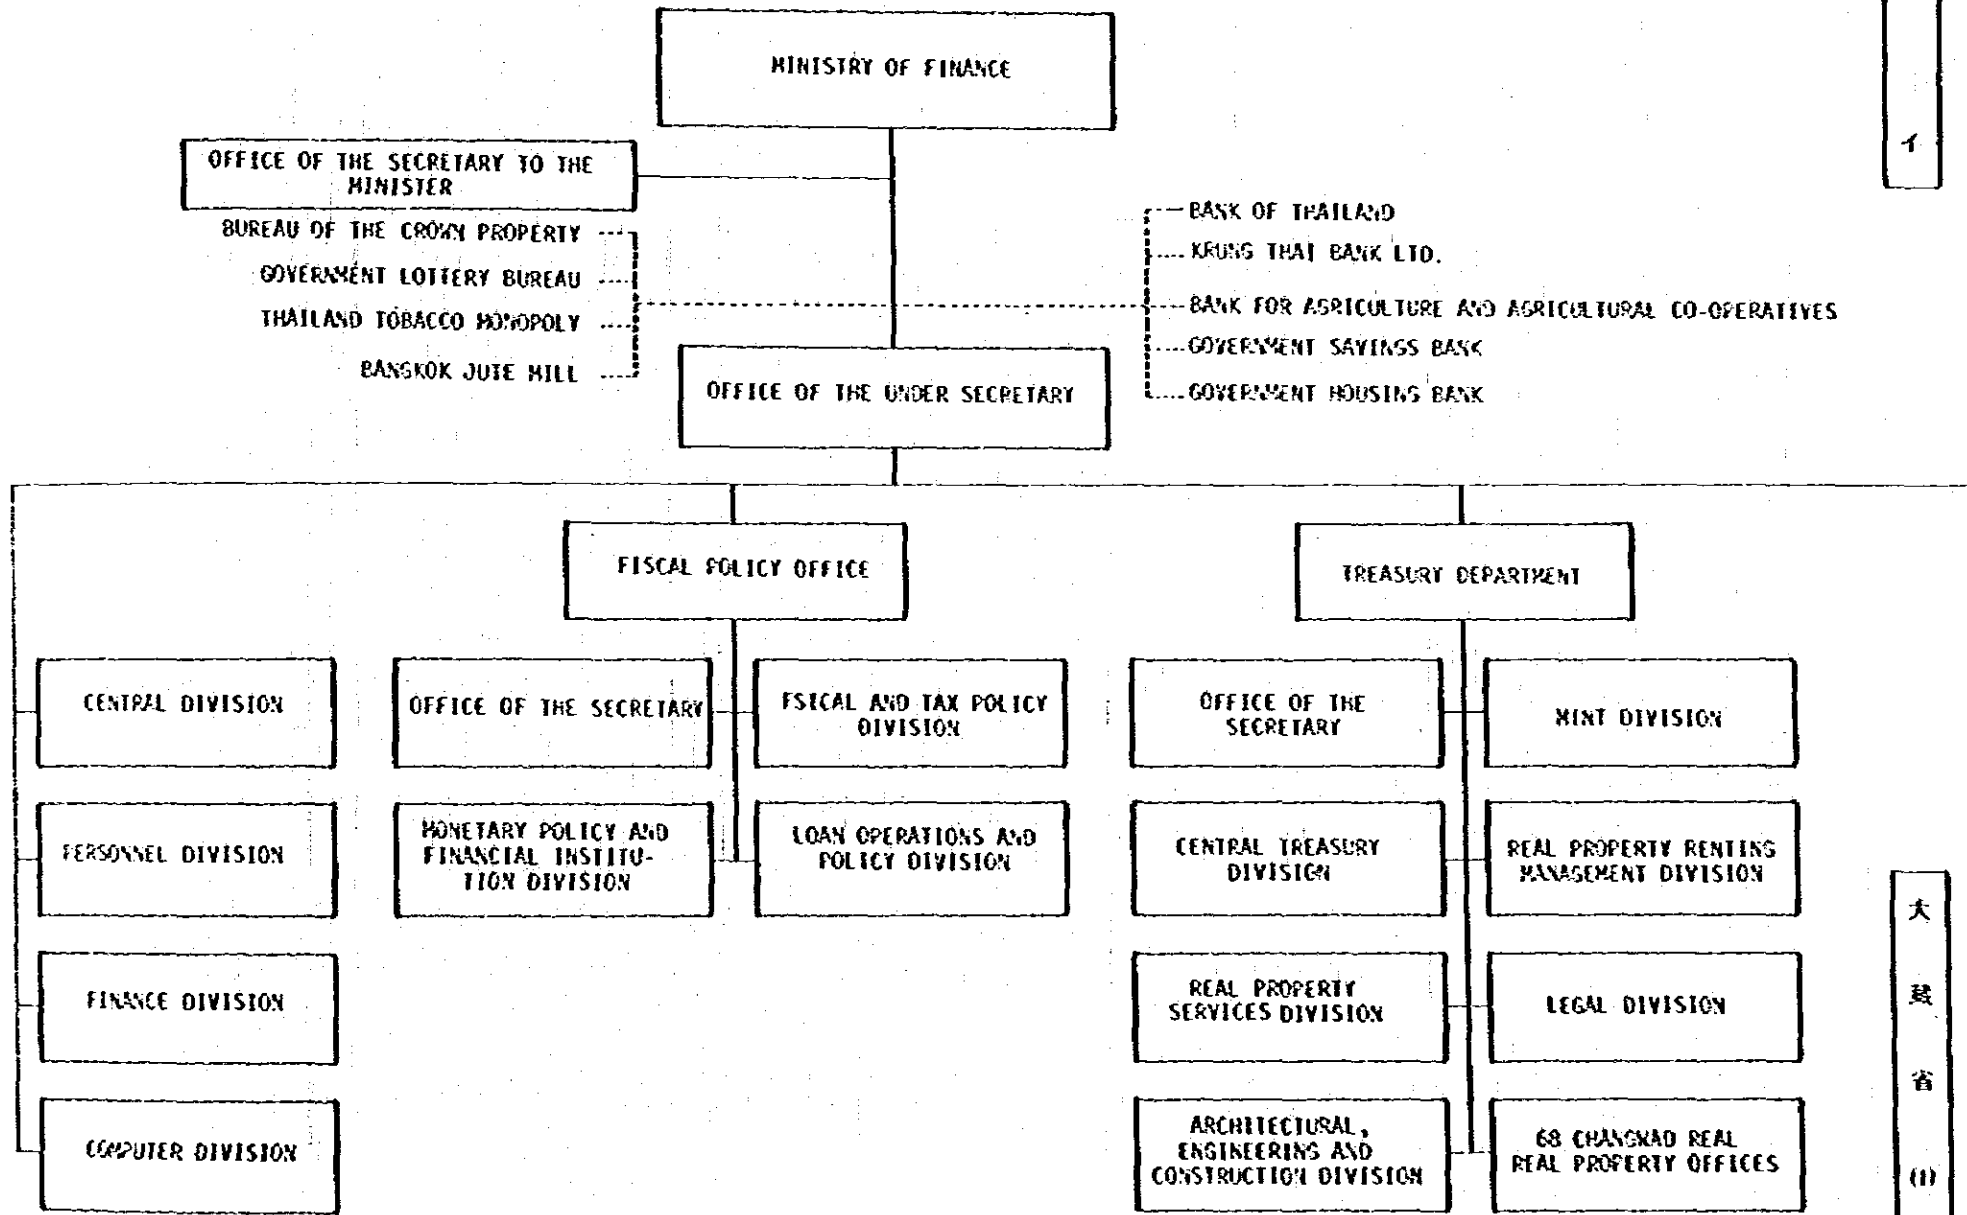 MINISTRY OF FINANCE
イ
OFFICE OF THE SECRETARY TO THE
MINISTER
BUREAU OF THE CROWN PROPERTY
GOVERNMENT LOTTERY BUREAU
THAILAND TOBACCO MONOPOLY
BANGKOK JUTE MILL
BANK OF THAILAND
KRUNG THAI BANK LTD.
BANK FOR AGRICULTURE AND AGRICULTURAL CO-OPERATIVES
GOVERNMENT SAVINGS BANK
GOVERNMENT HOUSING BANK
OFFICE OF THE UNDER SECRETARY
FISCAL POLICY OFFICE
TREASURY DEPARTMENT
CENTRAL DIVISION
PERSONNEL DIVISION
FINANCE DIVISION
COMPUTER DIVISION
OFFICE OF THE SECRETARY
FSICAL AND TAX POLICY
DIVISION
MONETARY POLICY AND
FINANCIAL INSTITU-
TION DIVISION
LOAN OPERATIONS AND
POLICY DIVISION
OFFICE OF THE
SECRETARY
MINT DIVISION
CENTRAL TREASURY
DIVISION
REAL PROPERTY RENTING
MANAGEMENT DIVISION
REAL PROPERTY
SERVICES DIVISION
LEGAL DIVISION
ARCHITECTURAL,
ENGINEERING AND
CONSTRUCTION DIVISION
68 CHANGWAD REAL
REAL PROPERTY OFFICES
大蔵省(1)